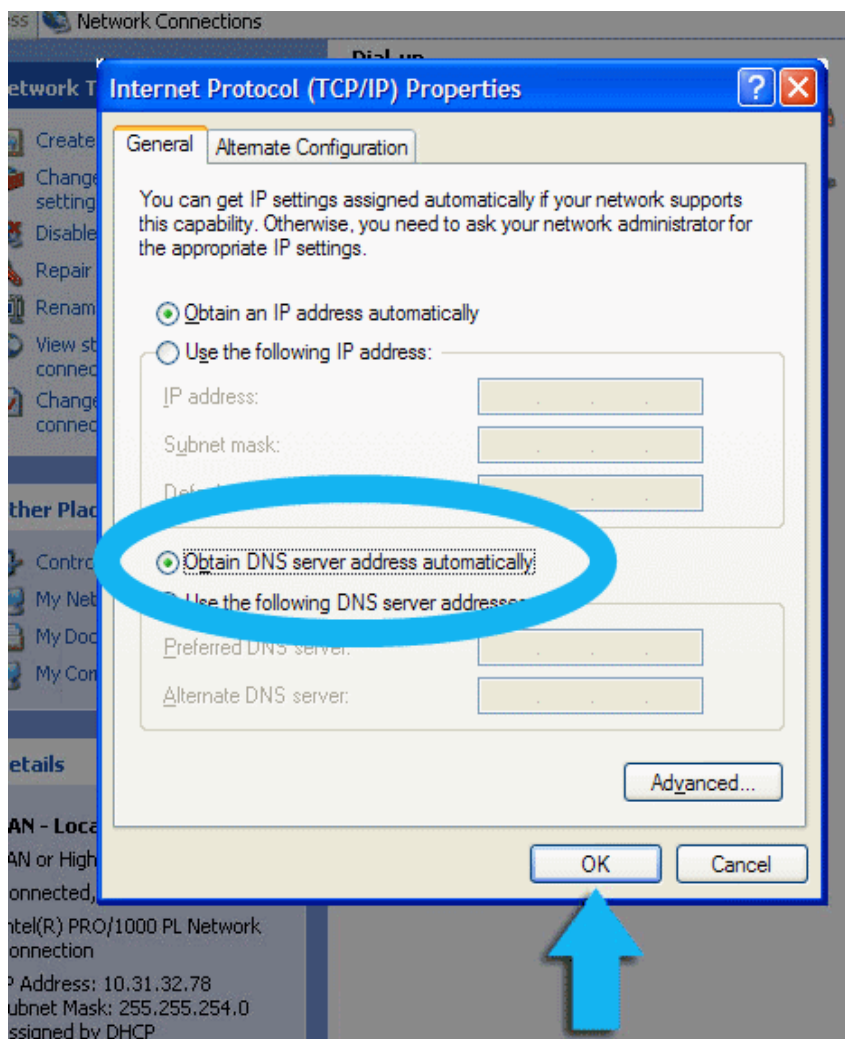 Network Connections
Dial-up
Internet Protocol (TCP/IP) Properties
General
Alternate Configuration
You can get IP settings assigned automatically if your network supports
this capability. Otherwise, you need to ask your network administrator for
the appropriate IP settings.
Obtain an IP address automatically
Use the following IP address:
IP address:
Subnet mask:
Obtain DNS server address automatically
Use the following DNS server addresses:
Preferred DNS server:
Alternate DNS server:
Advanced...
OK
Cancel
Create
Change
setting
Disable
Repair
Renam
View st
connec
Change
connec
ther Plac
Contro
My Net
My Doc
My Com
etails
AN - Loca
AN or High
onnected,
ntel(R) PRO/1000 PL Network
onnection
P Address: 10.31.32.78
ubnet Mask: 255.255.254.0
ssigned by DHCP